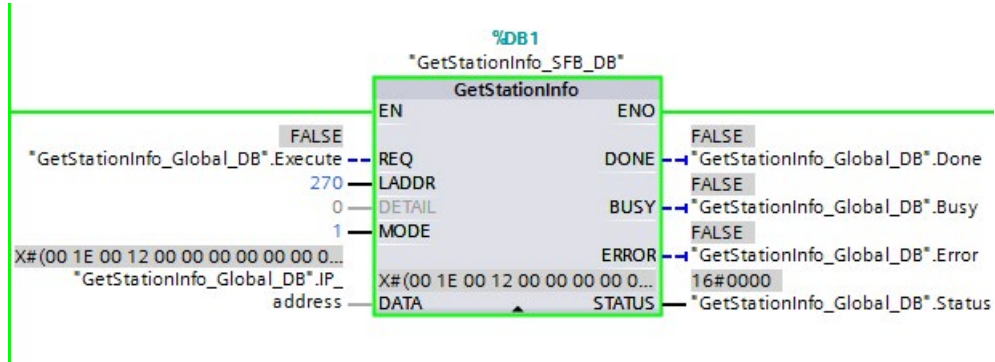 %DB1
"GetStationInfo_SFB_DB"
GetStationInfo
EN ENO
FALSE FALSE
"GetStationInfo_Global_DB".Execute REQ DONE "GetStationInfo_Global_DB".Done
270 LADDR FALSE
0 DETAIL BUSY "GetStationInfo_Global_DB".Busy
1 MODE FALSE
X#(00 1E 00 12 00 00 00 00 00 0... ERROR "GetStationInfo_Global_DB".Error
"GetStationInfo_Global_DB".IP_ X#(00 1E 00 12 00 00 00 00 0... 16#0000
address DATA STATUS "GetStationInfo_Global_DB".Status